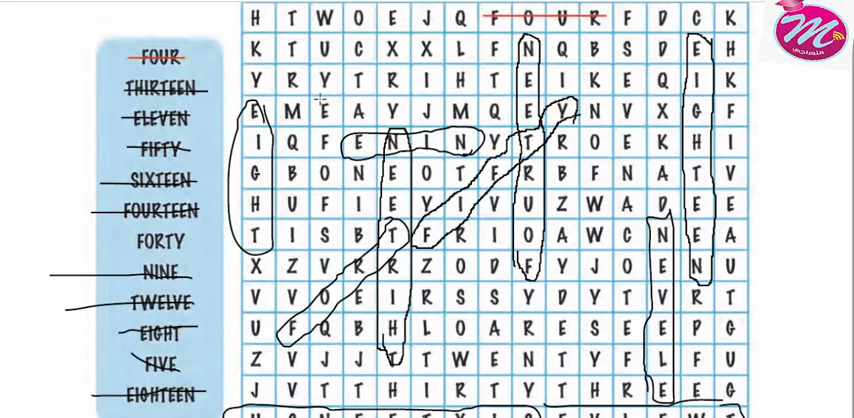 FOUR
THIRTEEN
ELEVEN
FIFTY
SIXTEEN
FOURTEEN
FORTY
NINE
TWELVE
EIGHT
FIVE
EIGHTEEN
H T W O E J Q F O U R F D C K
K T U C X X L F N Q B S D E H
Y R Y T R I H T E I K E Q I K
E M E A Y J M Q E Y N V X G F
I Q F E N I N Y T R O E K H I
G B O N E O T F R B F N A T V
H U F I E Y I V U Z W A D E E
T I S B T F R I O A W C N E A
X Z V R R Z O D F Y J O E N U
V V O E I R S S Y D Y T V R T
U F Q B H L O A R E S E E P G
Z V J J T T W E N T Y F L F U
J V T T H I R T Y T H R E E G